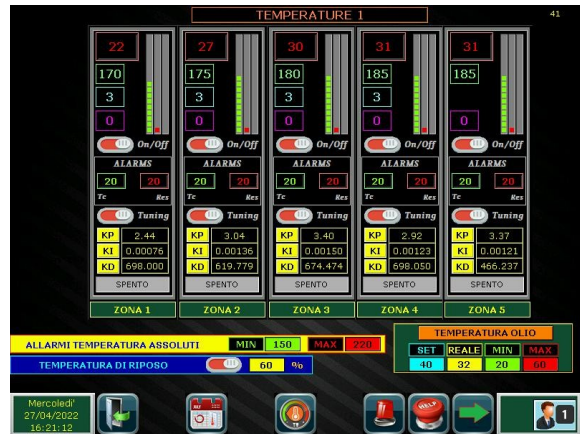 TEMPERATURE 1
41
22 27 30 31 31
170 175 180 185 185
3 3 3 3
0 0 0 0 0
On/Off On/Off On/Off On/Off On/Off
ALARMS ALARMS ALARMS ALARMS ALARMS
20 20 20 20 20 20 20 20 20 20
Tc Res Tc Res Tc Res Tc Res Tc Res
Tuning Tuning Tuning Tuning Tuning
KP 2.44 KP 3.04 KP 3.40 KP 2.92 KP 3.37
KI 0.00076 KI 0.00136 KI 0.00150 KI 0.00123 KI 0.00121
KD 698.000 KD 619.779 KD 674.474 KD 698.050 KD 466.237
SPENTO SPENTO SPENTO SPENTO SPENTO
ZONA 1 ZONA 2 ZONA 3 ZONA 4 ZONA 5
ALLARMI TEMPERATURA ASSOLUTI MIN 150 MAX 220
TEMPERATURA DI RIPOSO 60 %
TEMPERATURA OLIO
SET REALE MIN MAX
40 32 20 60
Mercoledi'
27/04/2022
16:21:12
HELP
1